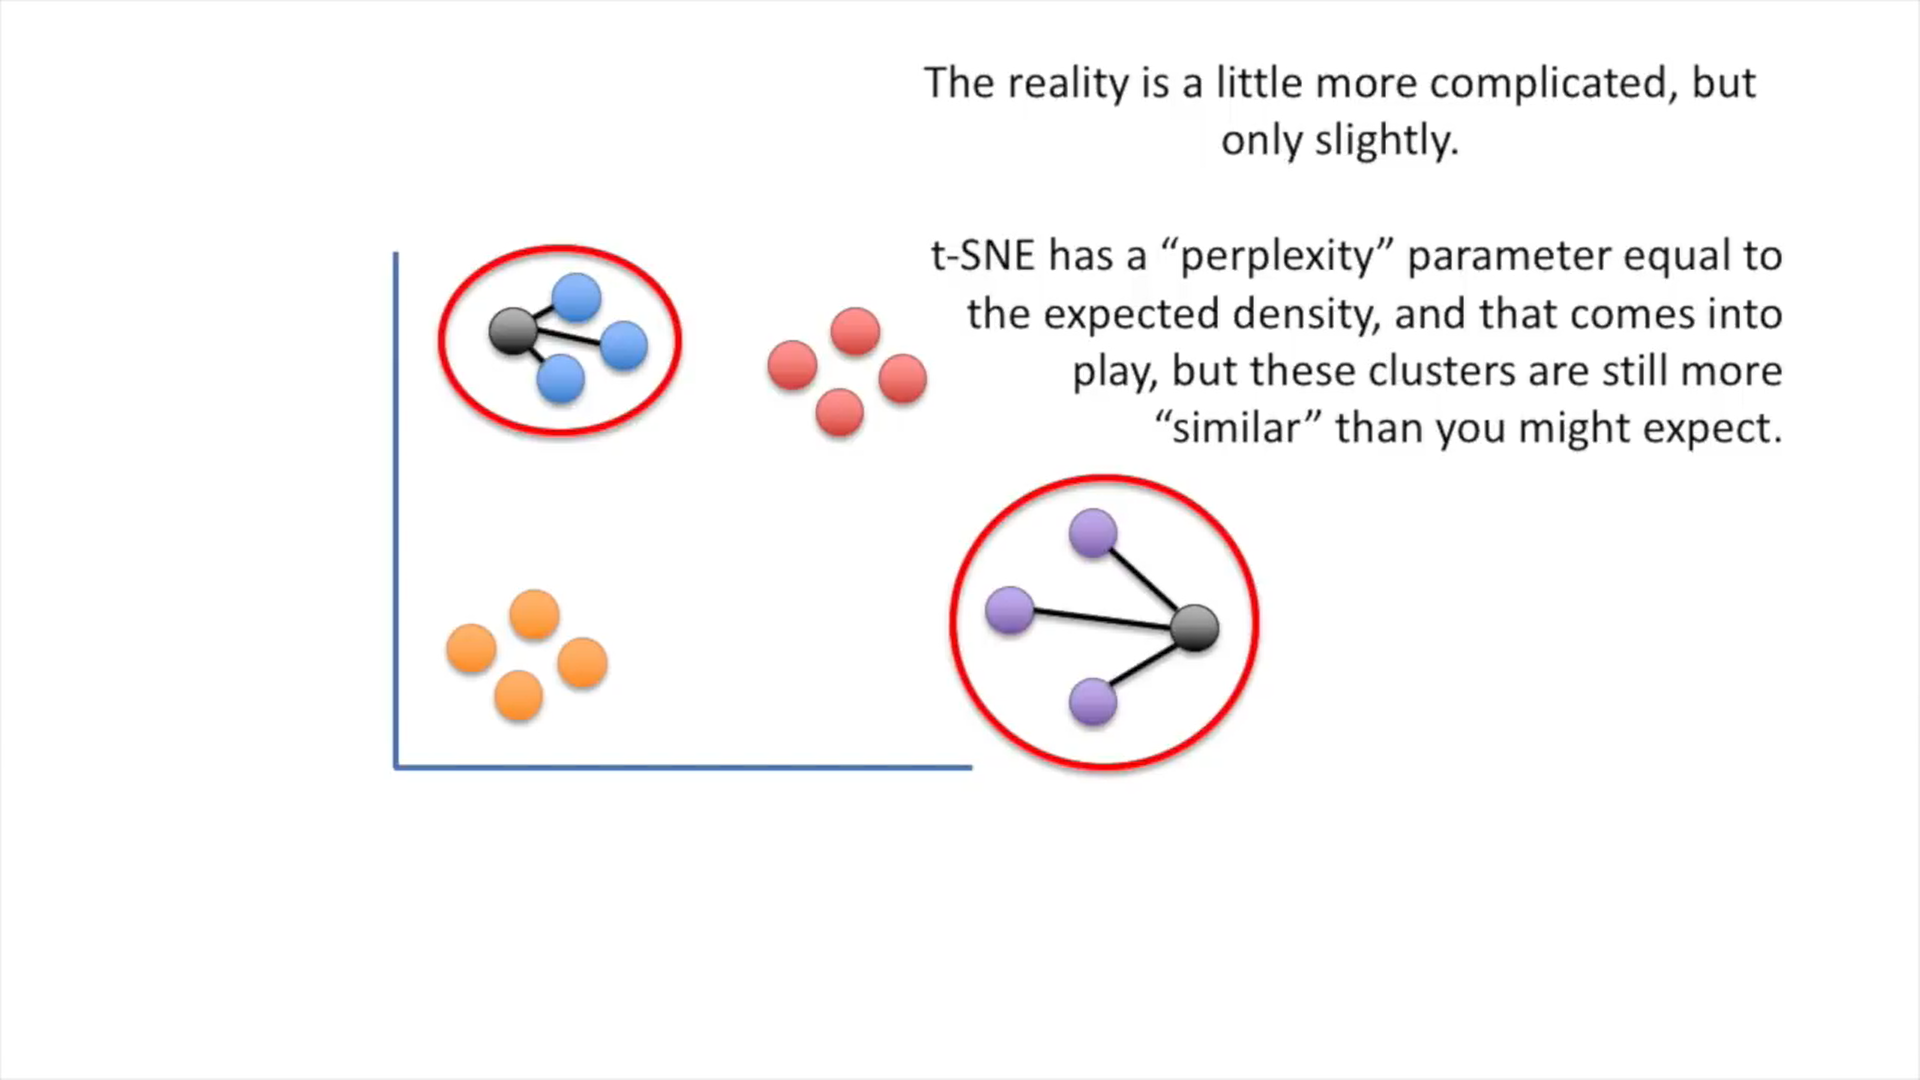 The reality is a little more complicated, but
only slightly.
t-SNE has a “perplexity” parameter equal to
the expected density, and that comes into
play, but these clusters are still more
“similar” than you might expect.